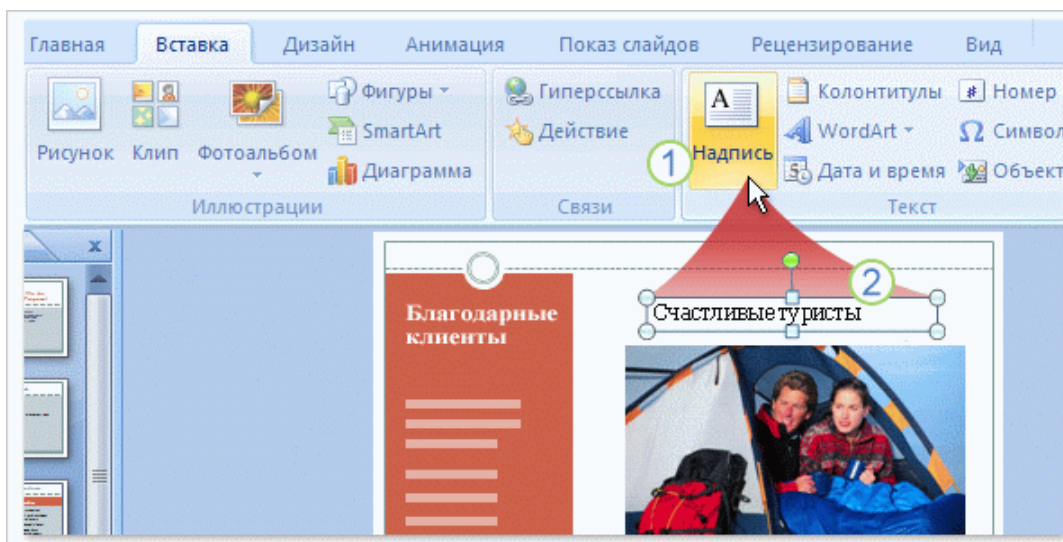 Главная Вставка Дизайн Анимация Показ слайдов Рецензирование Вид
Рисунок Клип Фотоальбом Фигуры SmartArt Диаграмма
Гиперссылка Действие
Надпись Колонтитулы WordArt Дата и время
Номер Символ Объект
Иллюстрации Связи Текст
1
2
Благодарные
клиенты
Счастливые туристы